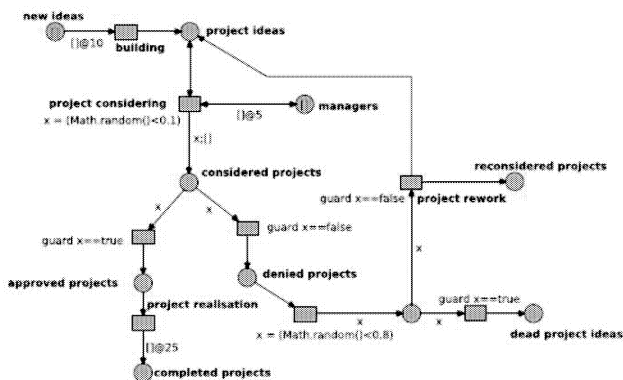 new ideas
project ideas
[]@10
building
project considering
managers
x = (Math.random()<0.1)
[]@5
x;[]
reconsidered projects
considered projects
guard x==false
project rework
x
x
guard x==true
guard x==false
x
approved projects
denied projects
project realisation
guard x==true
x
x
x = (Math.random()<0.8)
dead project ideas
[]@25
completed projects